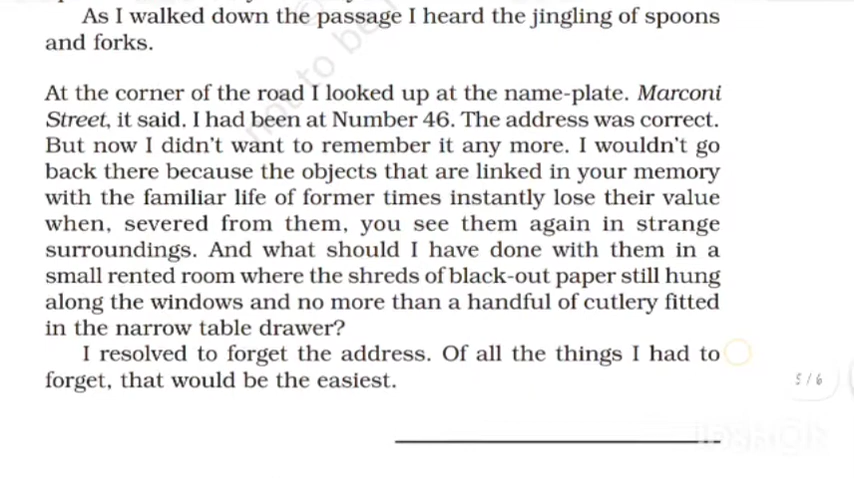 As I walked down the passage I heard the jingling of spoons
and forks.
At the corner of the road I looked up at the name-plate. Marconi
Street, it said. I had been at Number 46. The address was correct.
But now I didn't want to remember it any more. I wouldn't go
back there because the objects that are linked in your memory
with the familiar life of former times instantly lose their value
when, severed from them, you see them again in strange
surroundings. And what should I have done with them in a
small rented room where the shreds of black-out paper still hung
along the windows and no more than a handful of cutlery fitted
in the narrow table drawer?
I resolved to forget the address. Of all the things I had to
forget, that would be the easiest.
5/6